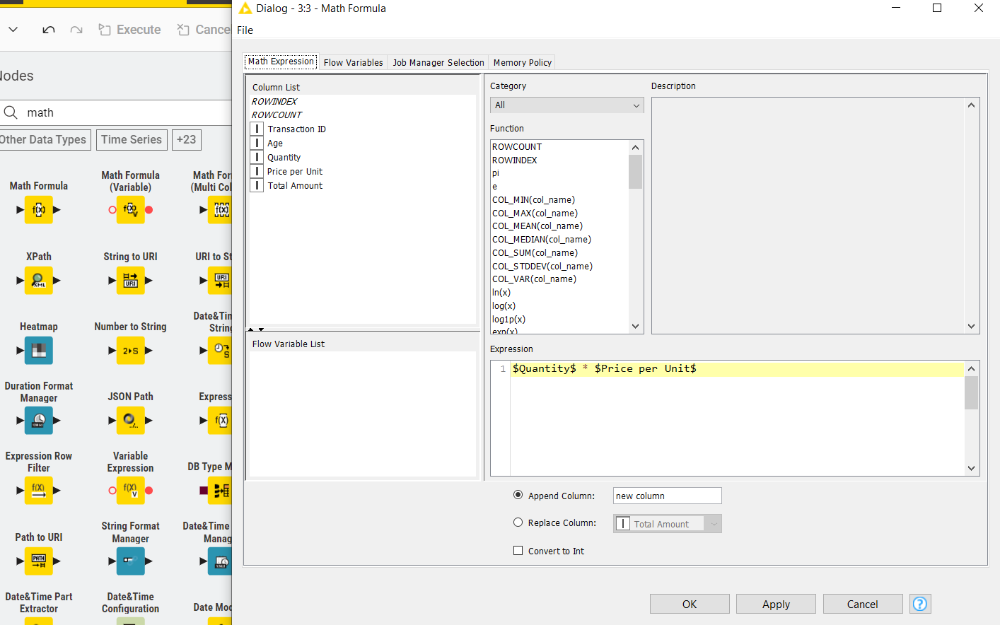 Dialog - 3:3 - Math Formula
File
Execute
Cancel
Nodes
math
Other Data Types
Time Series
+23
Math Formula
Math Formula
(Variable)
Math For
(Multi Col
XPath
String to URI
URI to St
Heatmap
Number to String
Date&Tim
String
Duration Format
Manager
JSON Path
Express
Expression Row
Filter
Variable
Expression
DB Type M
Path to URI
String Format
Manager
Date&Time
Manag
Date&Time Part
Extractor
Date&Time
Configuration
Date Mod
Math Expression
Flow Variables
Job Manager Selection
Memory Policy
Column List
ROWINDEX
ROWCOUNT
I Transaction ID
I Age
I Quantity
I Price per Unit
I Total Amount
Flow Variable List
Category
All
Function
ROWCOUNT
ROWINDEX
pi
e
COL_MIN(col_name)
COL_MAX(col_name)
COL_MEAN(col_name)
COL_MEDIAN(col_name)
COL_SUM(col_name)
COL_STDDEV(col_name)
COL_VAR(col_name)
ln(x)
log(x)
log1p(x)
exp(x)
Description
Expression
1 $Quantity$ * $Price per Unit$
Append Column:
new column
Replace Column:
I Total Amount
Convert to Int
OK
Apply
Cancel
?